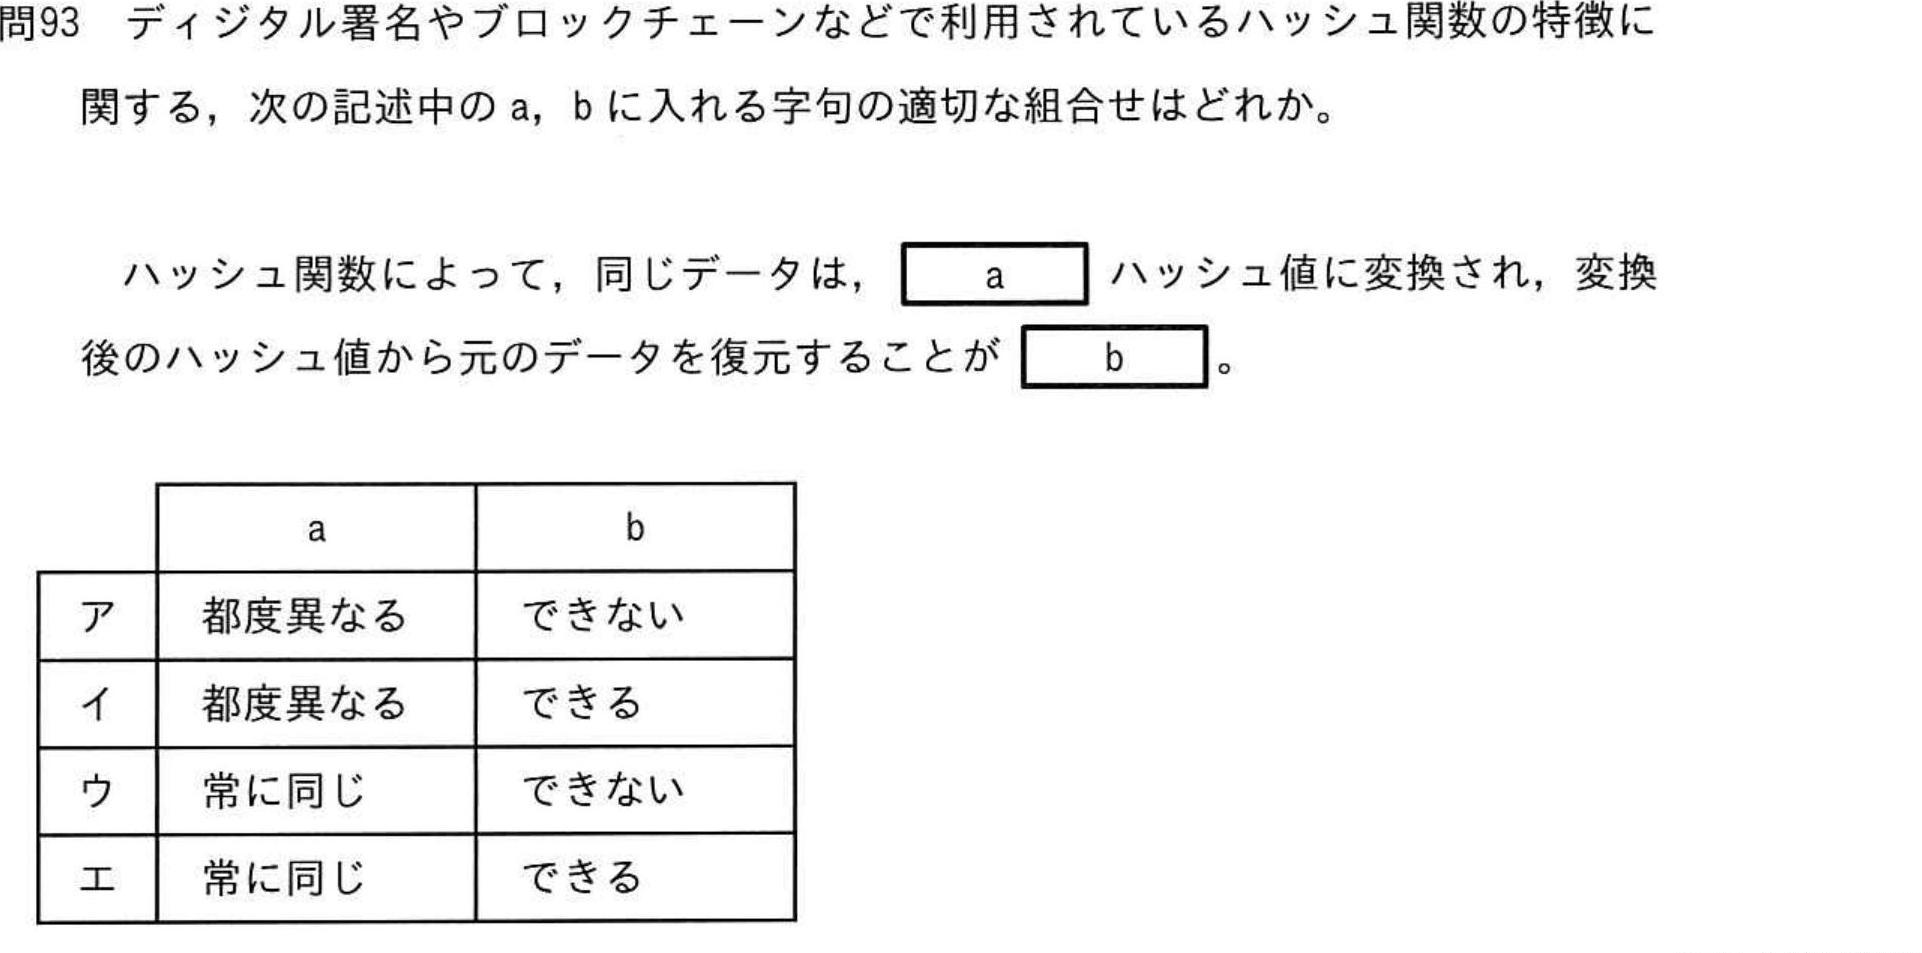 問93 ディジタル署名やブロックチェーンなどで利用されているハッシュ関数の特徴に
関する，次の記述中の a，b に入れる字句の適切な組合せはどれか。
ハッシュ関数によって，同じデータは， a ハッシュ値に変換され，変換
後のハッシュ値から元のデータを復元することが b 。
a b
ア 都度異なる できない
イ 都度異なる できる
ウ 常に同じ できない
エ 常に同じ できる